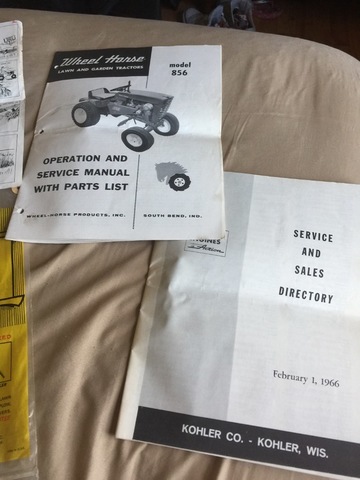 Wheel Horse
LAWN AND GARDEN TRACTORS
model
856
OPERATION AND
SERVICE MANUAL
WITH PARTS LIST
WHEEL-HORSE PRODUCTS, INC.
SOUTH BEND, IND.
ENGINES
SERVICE
AND
SALES
DIRECTORY
February 1, 1966
KOHLER CO. - KOHLER, WIS.